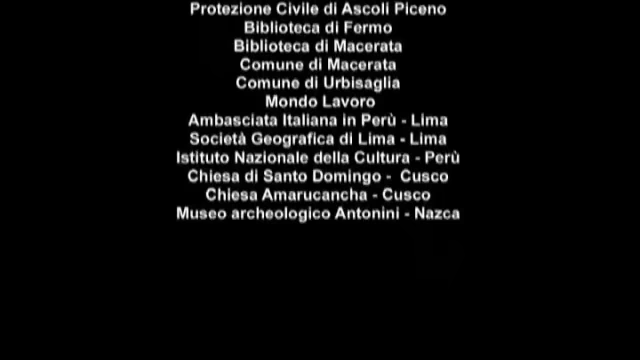 Protezione Civile di Ascoli Piceno
Biblioteca di Fermo
Biblioteca di Macerata
Comune di Macerata
Comune di Urbisaglia
Mondo Lavoro
Ambasciata Italiana in Perù - Lima
Società Geografica di Lima - Lima
Istituto Nazionale della Cultura - Perù
Chiesa di Santo Domingo -  Cusco
Chiesa Amarucancha - Cusco
Museo archeologico Antonini - Nazca